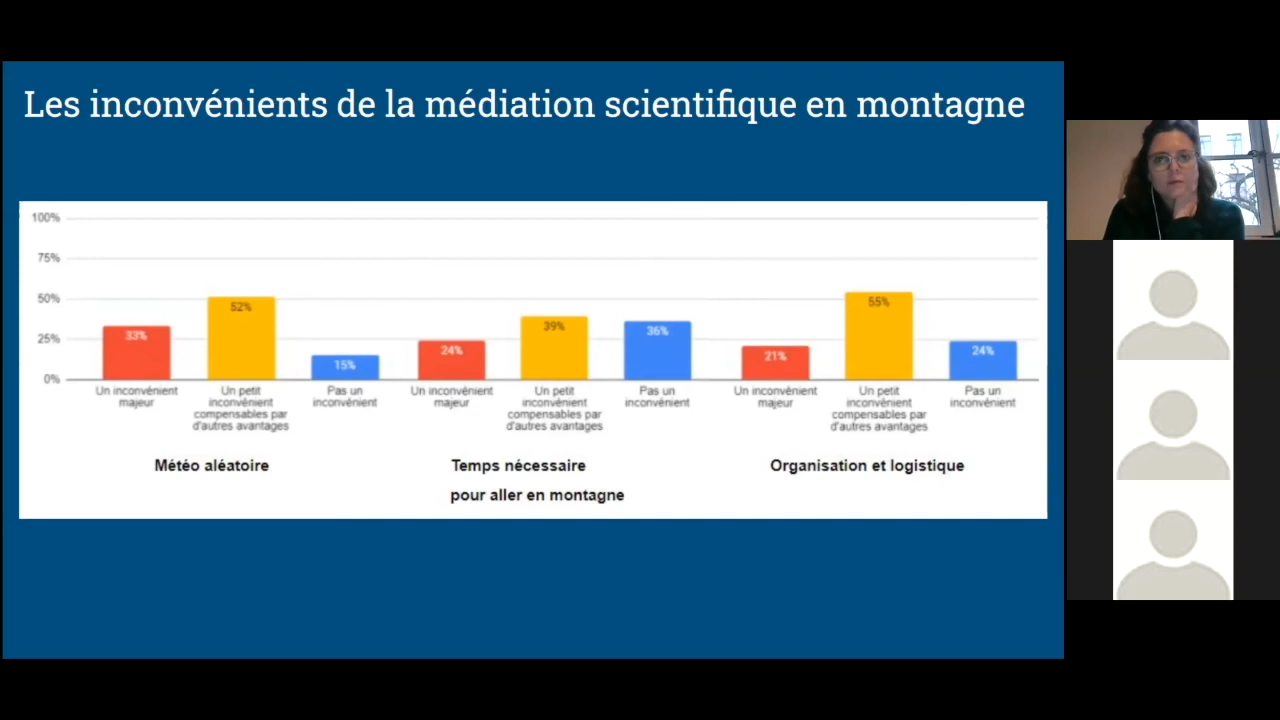 Les inconvénients de la médiation scientifique en montagne
100%
75%
50%
25%
0%
33%
52%
15%
24%
39%
36%
21%
55%
24%
Un inconvénient
majeur
Un petit
inconvénient
compensables par
d'autres avantages
Pas un
inconvénient
Un inconvénient
majeur
Un petit
inconvénient
compensables par
d'autres avantages
Pas un
inconvénient
Un inconvénient
majeur
Un petit
inconvénient
compensables par
d'autres avantages
Pas un
inconvénient
Météo aléatoire
Temps nécessaire
pour aller en montagne
Organisation et logistique